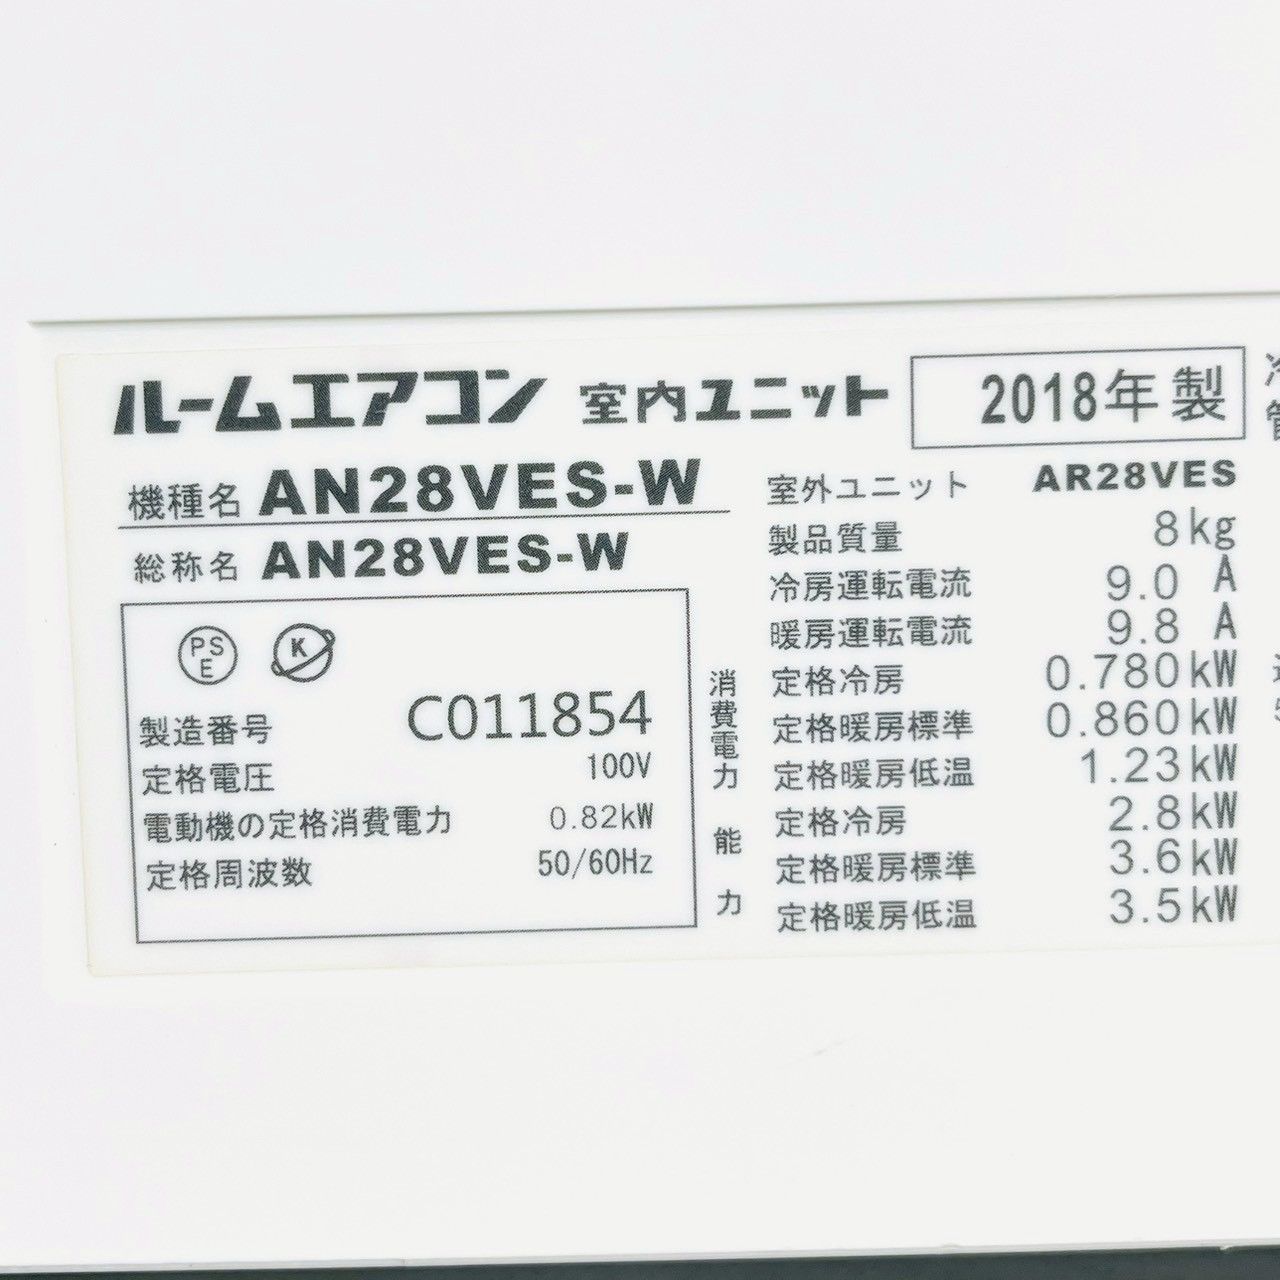 ルームエアコン 室内ユニット 2018年製
機種名 AN28VES-W
総称名 AN28VES-W
PS
E
K
製造番号 C011854
定格電圧 100V
電動機の定格消費電力 0.82kW
定格周波数 50/60Hz
室外ユニット AR28VES
製品質量 8kg
冷房運転電流 9.0 A
暖房運転電流 9.8 A
消費電力
定格冷房 0.780kW
定格暖房標準 0.860kW
定格暖房低温 1.23kW
能力
定格冷房 2.8kW
定格暖房標準 3.6kW
定格暖房低温 3.5kW